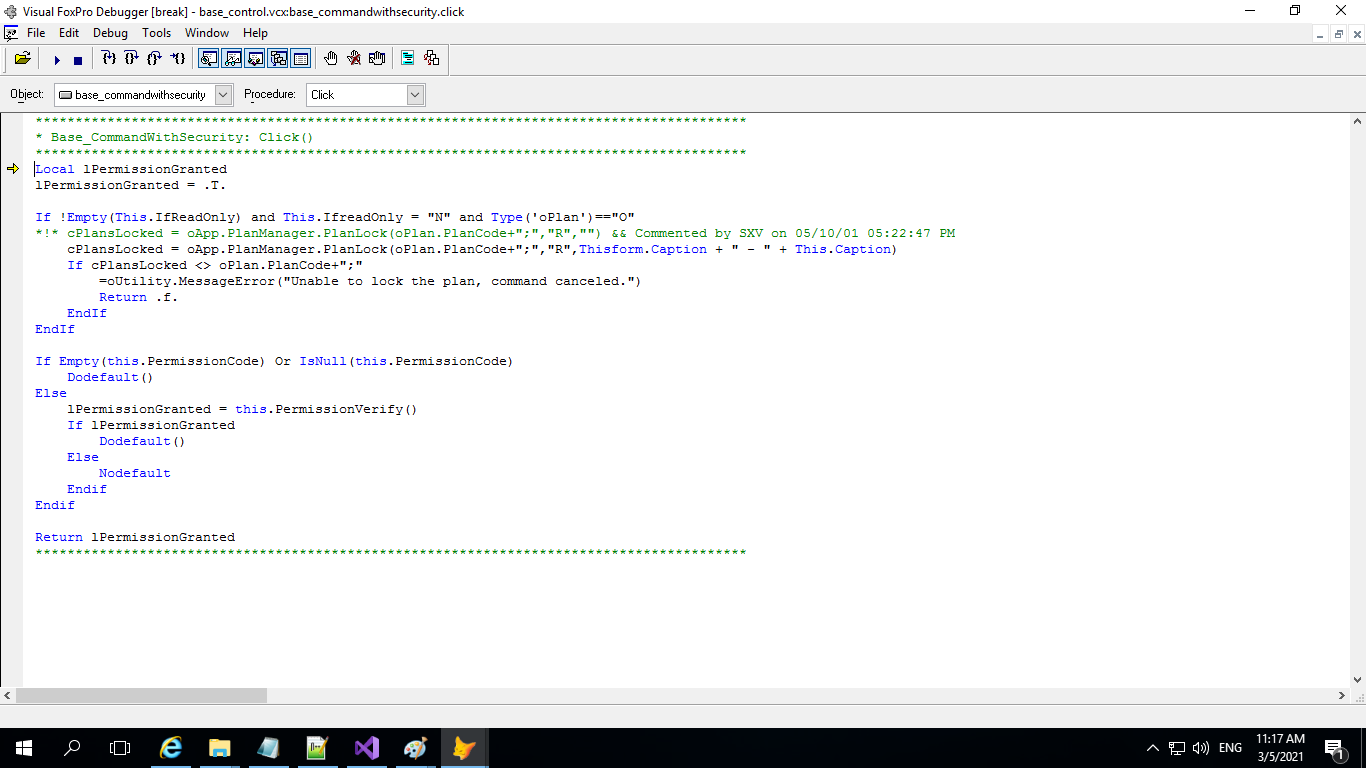 Visual FoxPro Debugger [break] - base_control.vcx:base_commandwithsecurity.click
File Edit Debug Tools Window Help
Object: base_commandwithsecurity Procedure: Click
*****************************************************************************************
* Base_CommandWithSecurity: Click()
*****************************************************************************************
Local lPermissionGranted
lPermissionGranted = .T.
If !Empty(This.IfReadOnly) and This.IfreadOnly = "N" and Type('oPlan')=="O"
*!* cPlansLocked = oApp.PlanManager.PlanLock(oPlan.PlanCode+";","R","") && Commented by SXV on 05/10/01 05:22:47 PM
cPlansLocked = oApp.PlanManager.PlanLock(oPlan.PlanCode+";","R",Thisform.Caption + " - " + This.Caption)
If cPlansLocked <> oPlan.PlanCode+";"
=oUtility.MessageError("Unable to lock the plan, command canceled.")
Return .f.
EndIf
EndIf
If Empty(this.PermissionCode) Or IsNull(this.PermissionCode)
Dodefault()
Else
lPermissionGranted = this.PermissionVerify()
If lPermissionGranted
Dodefault()
Else
Nodefault
Endif
Endif
Return lPermissionGranted
*****************************************************************************************
ENG
11:17 AM
3/5/2021
1